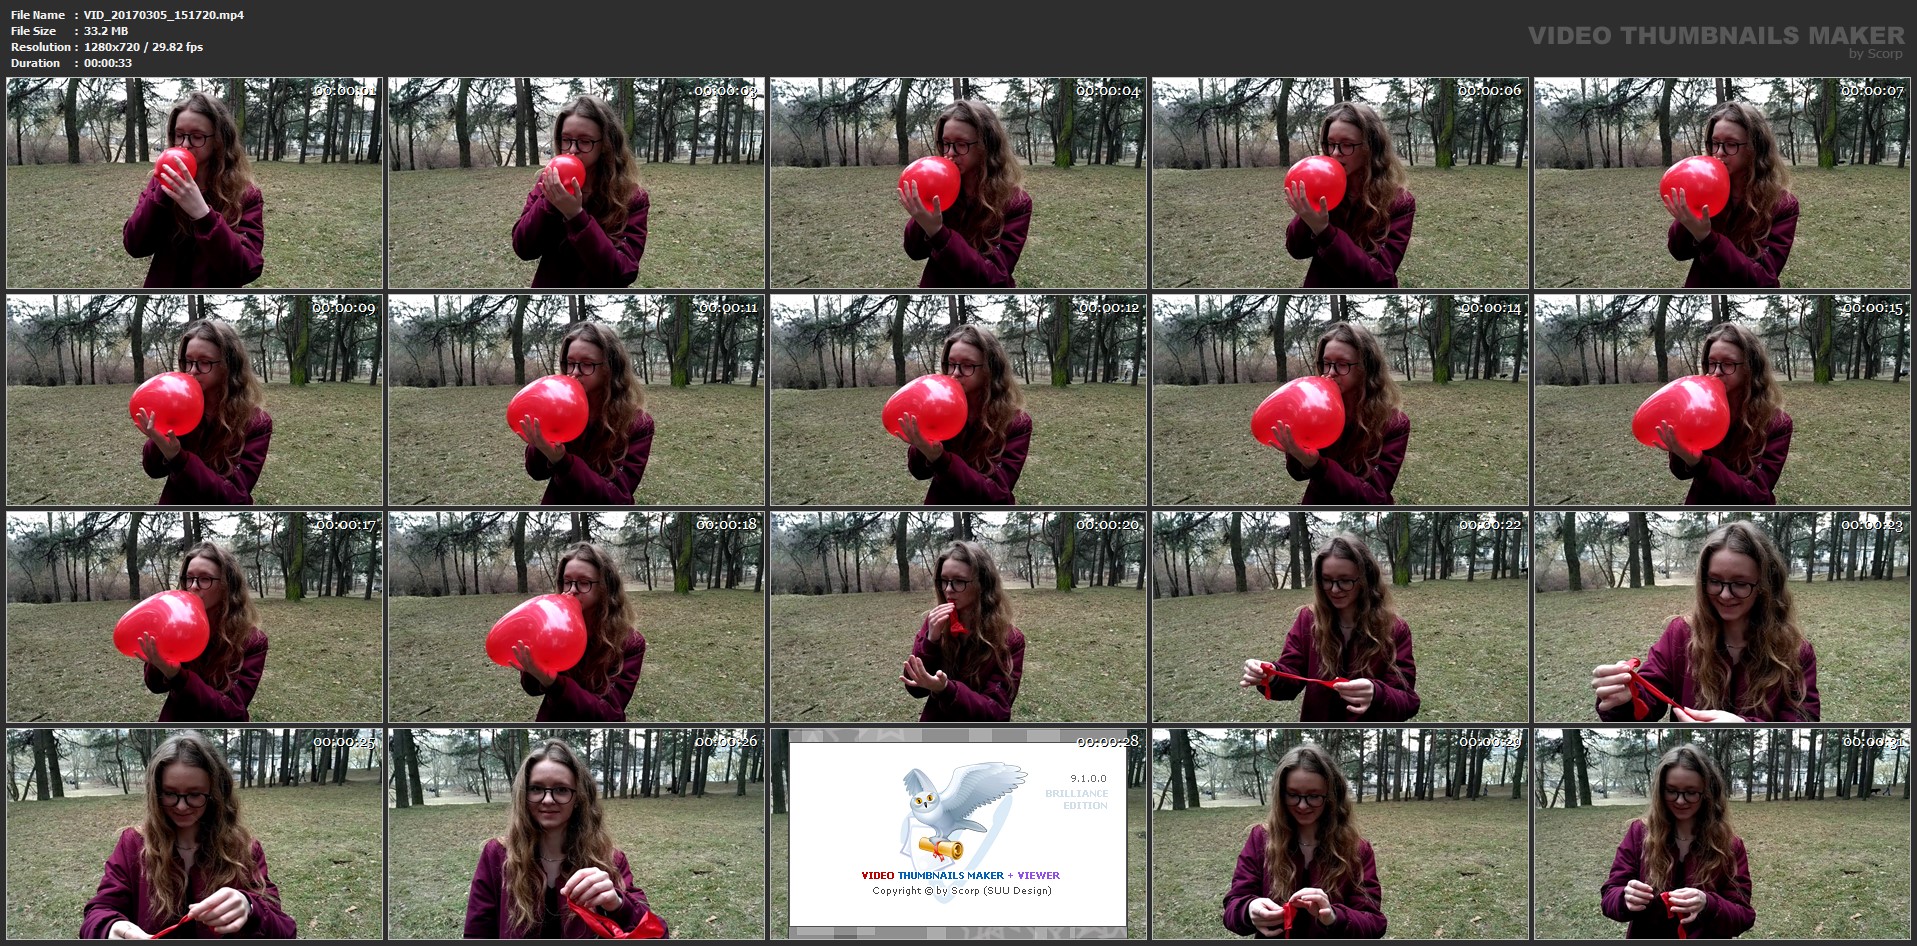 File Name : VID_20170305_151720.mp4
File Size : 33.2 MB
Resolution : 1280x720 / 29.82 fps
Duration : 00:00:33
VIDEO THUMBNAILS MAKER
by Scorp
00:00:01
00:00:03
00:00:04
00:00:06
00:00:07
00:00:09
00:00:11
00:00:12
00:00:14
00:00:15
00:00:17
00:00:18
00:00:20
00:00:22
00:00:23
00:00:25
00:00:26
00:00:28
9.1.0.0
BRILLIANCE
EDITION
VIDEO THUMBNAILS MAKER + VIEWER
Copyright © by Scorp (SUU Design)
00:00:29
00:00:31